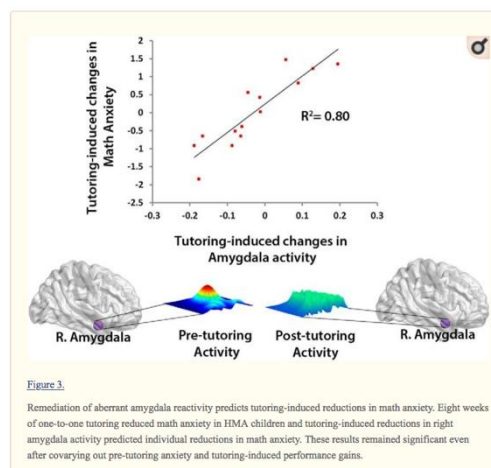 Tutoring-induced changes in
Math Anxiety
2
1.5
1
0.5
0
-0.5
-1
-1.5
-2
-2.5
R²= 0.80
-0.3 -0.2 -0.1 0 0.1 0.2 0.3
Tutoring-induced changes in
Amygdala activity
R. Amygdala
Pre-tutoring
Activity
Post-tutoring
Activity
R. Amygdala
Figure 3.
Remediation of aberrant amygdala reactivity predicts tutoring-induced reductions in math anxiety. Eight weeks
of one-to-one tutoring reduced math anxiety in HMA children and tutoring-induced reductions in right
amygdala activity predicted individual reductions in math anxiety. These results remained significant even
after covarying out pre-tutoring anxiety and tutoring-induced performance gains.